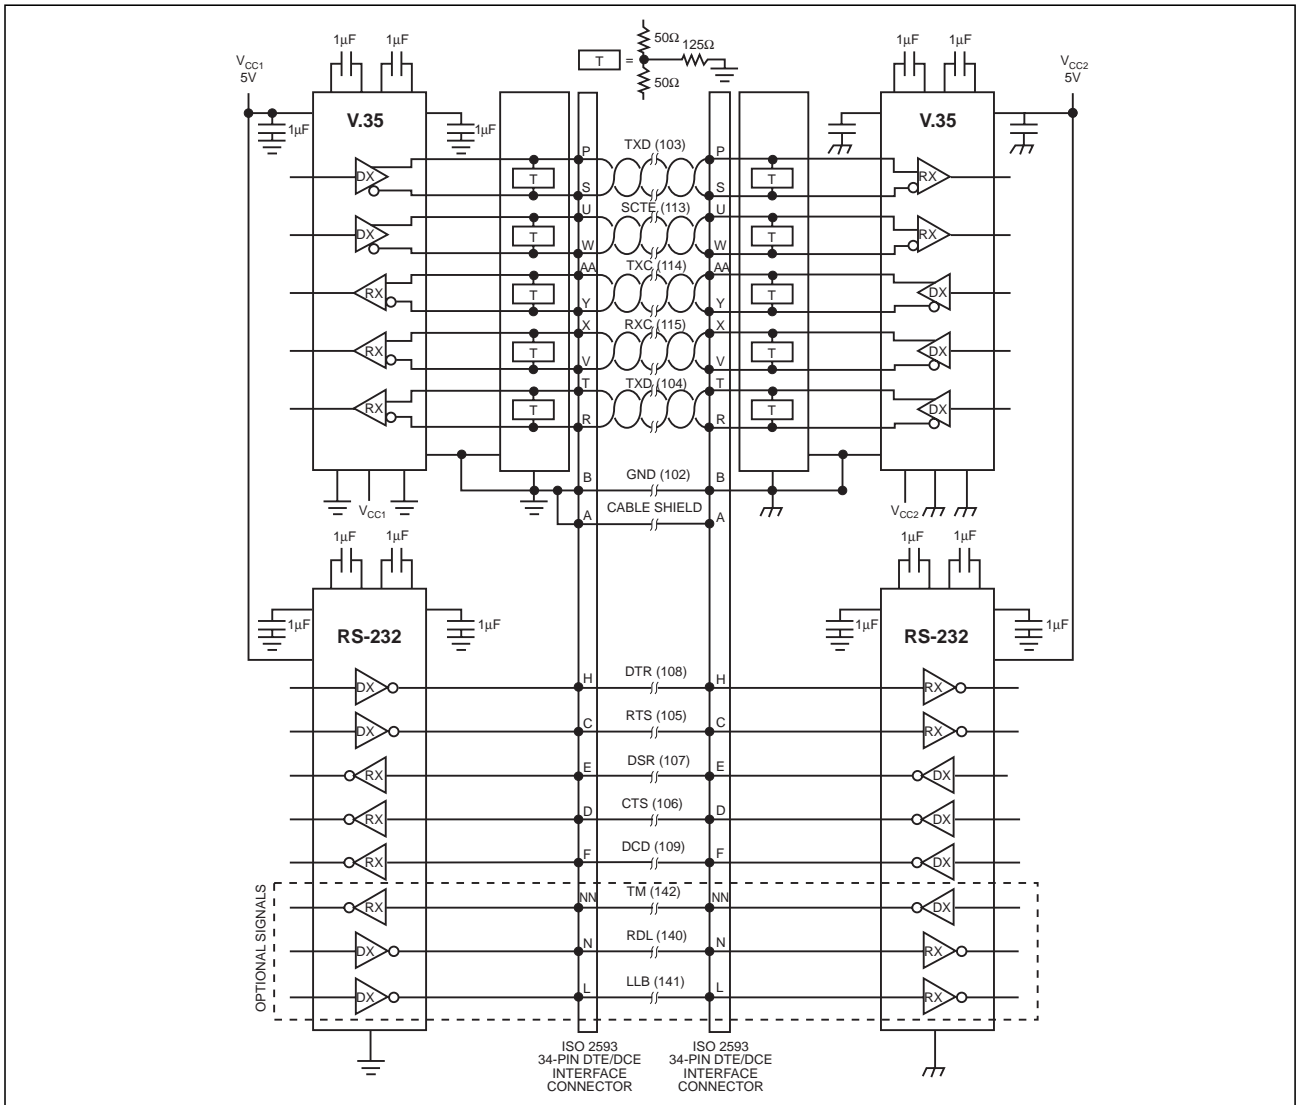 50Ω
125Ω
T =
50Ω
1µF 1µF
VCC1
5V
1µF
1µF
V.35
1µF 1µF
VCC2
5V
V.35
DX
DX
RX
RX
RX
T
T
T
T
T
P TXD (103) P
S S
U SCTE (113) U
W W
AA TXC (114) AA
Y Y
X RXC (115) X
V V
T TXD (104) T
R R
B GND (102) B
CABLE SHIELD
A A
T
T
T
T
T
RX
RX
DX
DX
DX
VCC1
VCC2
1µF 1µF
1µF
1µF
RS-232
1µF 1µF
1µF
1µF
RS-232
DX H DTR (108) H RX
DX C RTS (105) C RX
RX E DSR (107) E DX
RX D CTS (106) D DX
RX F DCD (109) F DX
OPTIONAL SIGNALS
RX NN TM (142) NN DX
DX N RDL (140) N RX
DX L LLB (141) L RX
ISO 2593
34-PIN DTE/DCE
INTERFACE
CONNECTOR
ISO 2593
34-PIN DTE/DCE
INTERFACE
CONNECTOR